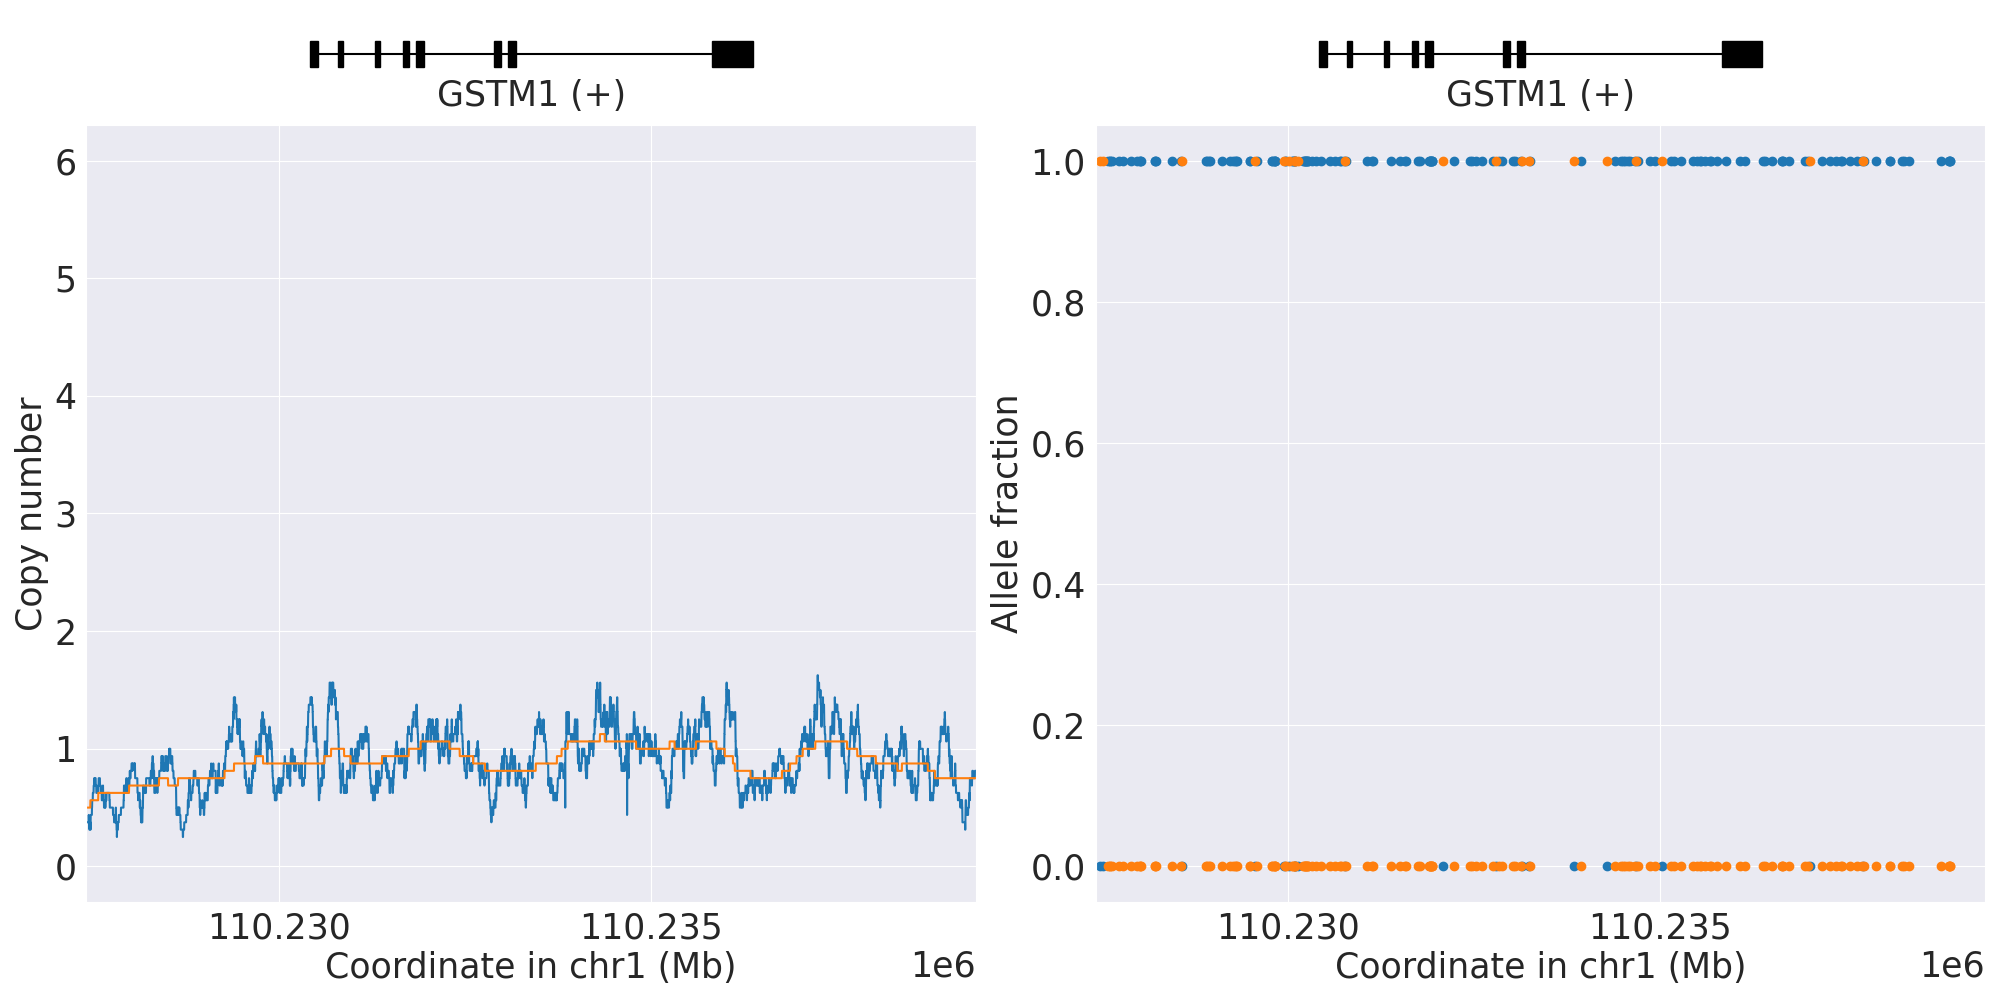 GSTM1 (+)
6
5
4
3
2
1
0
Copy number
110.230 110.235
Coordinate in chr1 (Mb)
1e6
GSTM1 (+)
1.0
0.8
0.6
0.4
0.2
0.0
Allele fraction
110.230 110.235
Coordinate in chr1 (Mb)
1e6